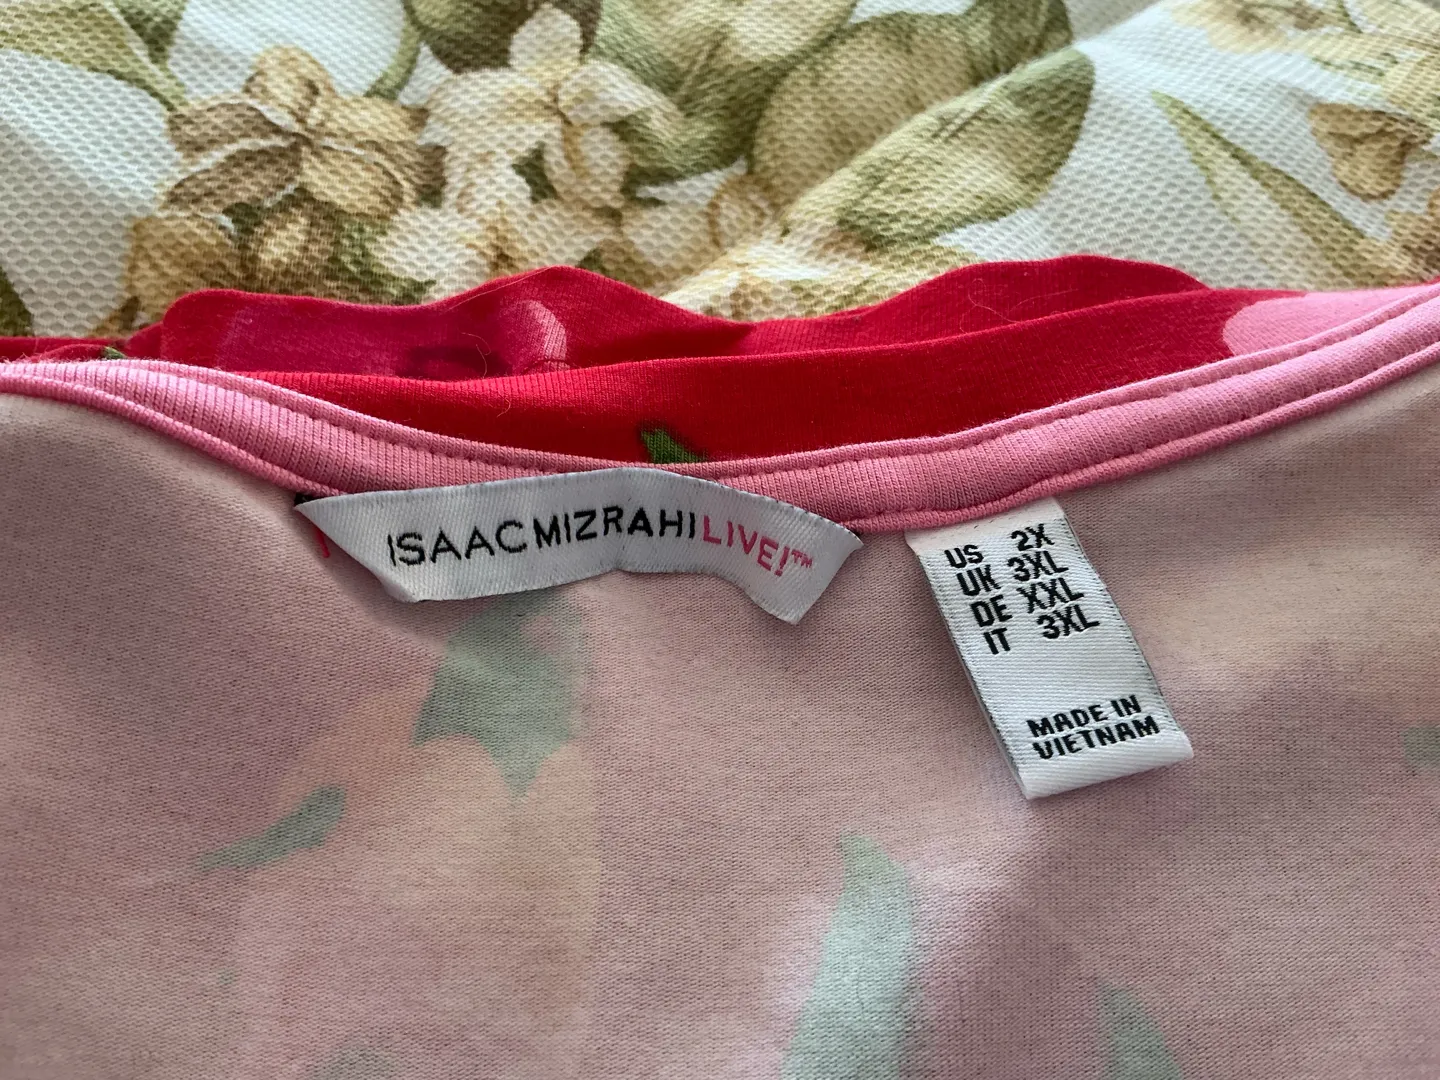 ISAACMIZRAHILIVE!™
US 2X
UK 3XL
DE XXL
IT 3XL
MADE IN
VIETNAM